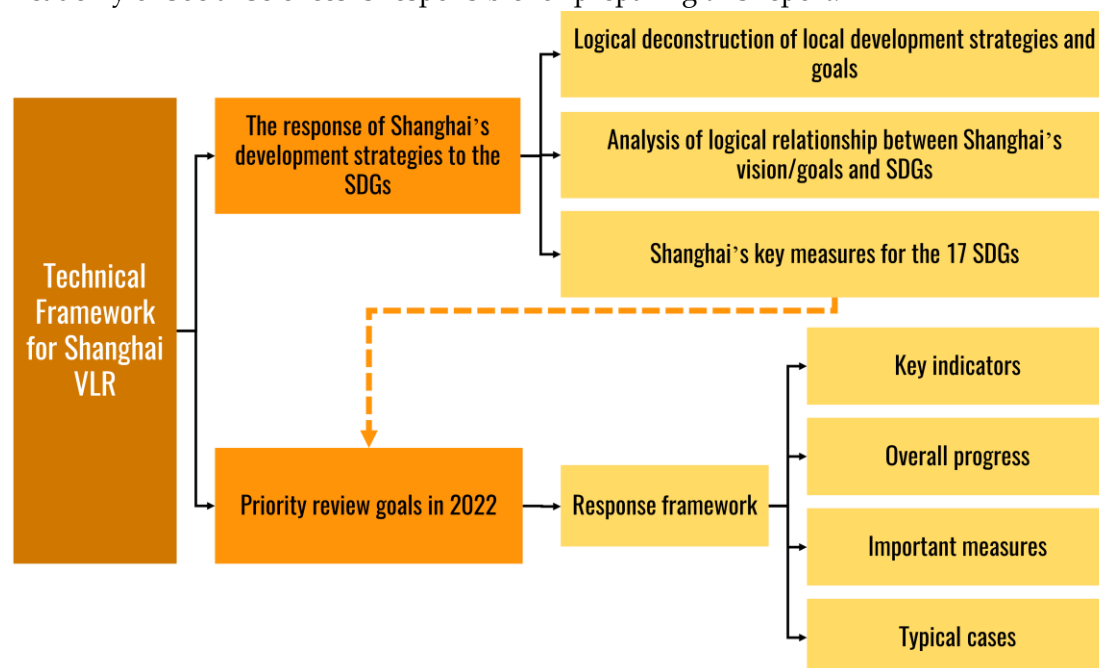 Technical
Framework
for Shanghai
VLR
The response of Shanghai's
development strategies to the
SDGs
Logical deconstruction of local development strategies and
goals
Analysis of logical relationship between Shanghai's
vision/goals and SDGs
Shanghai's key measures for the 17 SDGs
Priority review goals in 2022
Response framework
Key indicators
Overall progress
Important measures
Typical cases